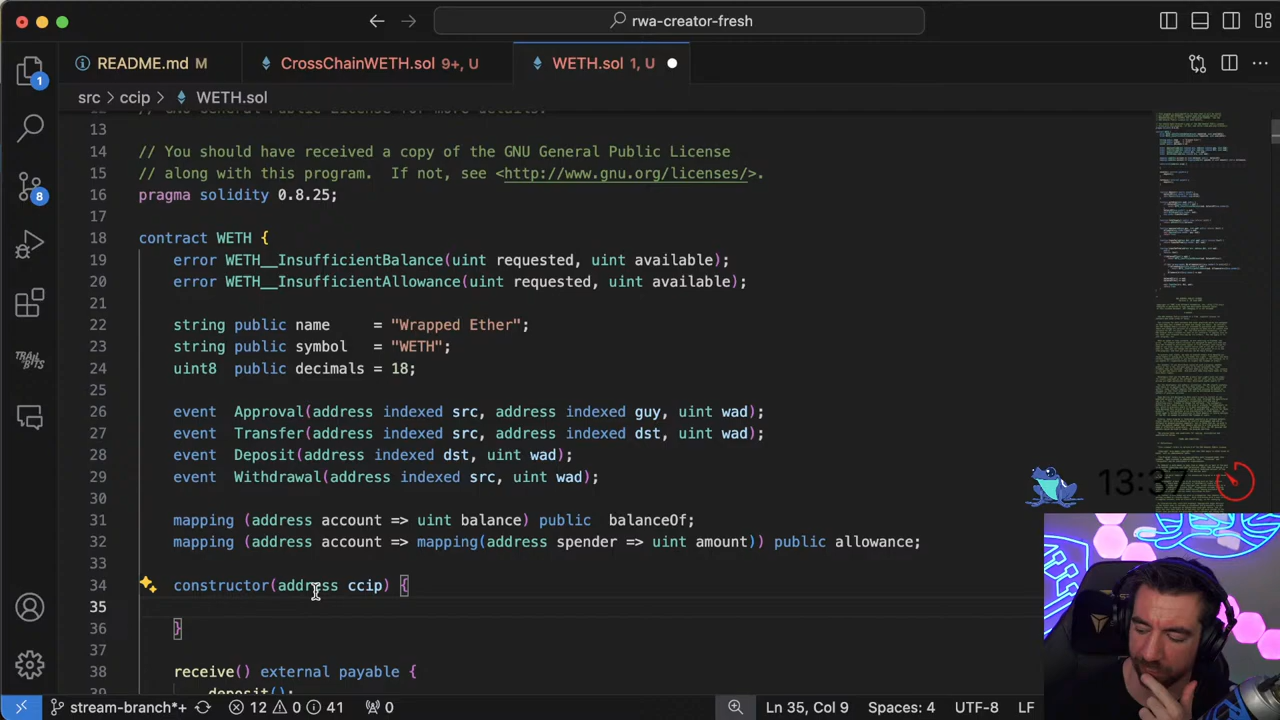 rwa-creator-fresh
README.md M
CrossChainWETH.sol 9+, U
WETH.sol 1, U
src > ccip > WETH.sol
13
14 // You should have received a copy of the GNU General Public License
15 // along with this program. If not, see <http://www.gnu.org/licenses/>.
16 pragma solidity 0.8.25;
17
18 contract WETH {
19 error WETH__InsufficientBalance(uint requested, uint available);
20 error WETH__InsufficientAllowance(uint requested, uint available);
21
22 string public name = "Wrapped Ether";
23 string public symbol = "WETH";
24 uint8 public decimals = 18;
25
26 event Approval(address indexed src, address indexed guy, uint wad);
27 event Transfer(address indexed src, address indexed dst, uint wad);
28 event Deposit(address indexed dst, uint wad);
29 event Withdrawal(address indexed src, uint wad);
30
31 mapping (address account => uint balance) public balanceOf;
32 mapping (address account => mapping(address spender => uint amount)) public allowance;
33
34 constructor(address ccip) {
35
36 }
37
38 receive() external payable {
39 deposit();
1
8
TRAIL OF BITS
13:37
stream-branch*+ 12 0 41 0 Ln 35, Col 9 Spaces: 4 UTF-8 LF